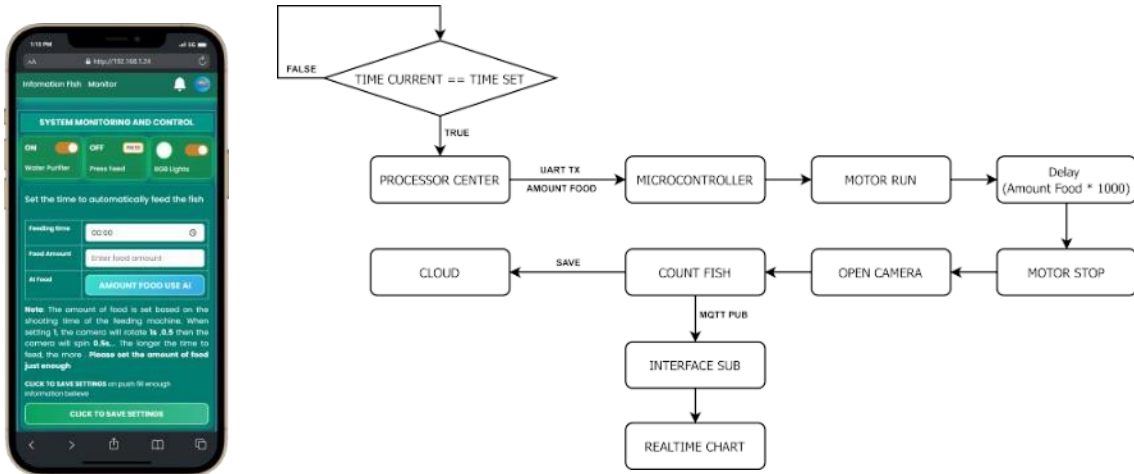 1:15 PM
5G
AA
http://192.168.1.24
Infomation Fish Monitor
SYSTEM MONITORING AND CONTROL
ON
OFF
PRESS
Water Purifier
Press Feed
RGB Lights
Set the time to automatically feed the fish
Feeding time
00:00
Food Amount
Enter food amount
AI Food
AMOUNT FOOD USE AI
Note: The amount of food is set based on the
shooting time of the feeding machine. When
setting 1, the camera will rotate 1s ,0.5 then the
camera will spin 0.5s... The longer the time to
feed, the more . Please set the amount of food
just enough
CLICK TO SAVE SETTINGS on push fill enough
information believe
CLICK TO SAVE SETTINGS
FALSE
TIME CURRENT == TIME SET
TRUE
PROCESSOR CENTER
UART TX
AMOUNT FOOD
MICROCONTROLLER
MOTOR RUN
Delay
(Amount Food * 1000)
CLOUD
SAVE
COUNT FISH
OPEN CAMERA
MOTOR STOP
MQTT PUB
INTERFACE SUB
REALTIME CHART